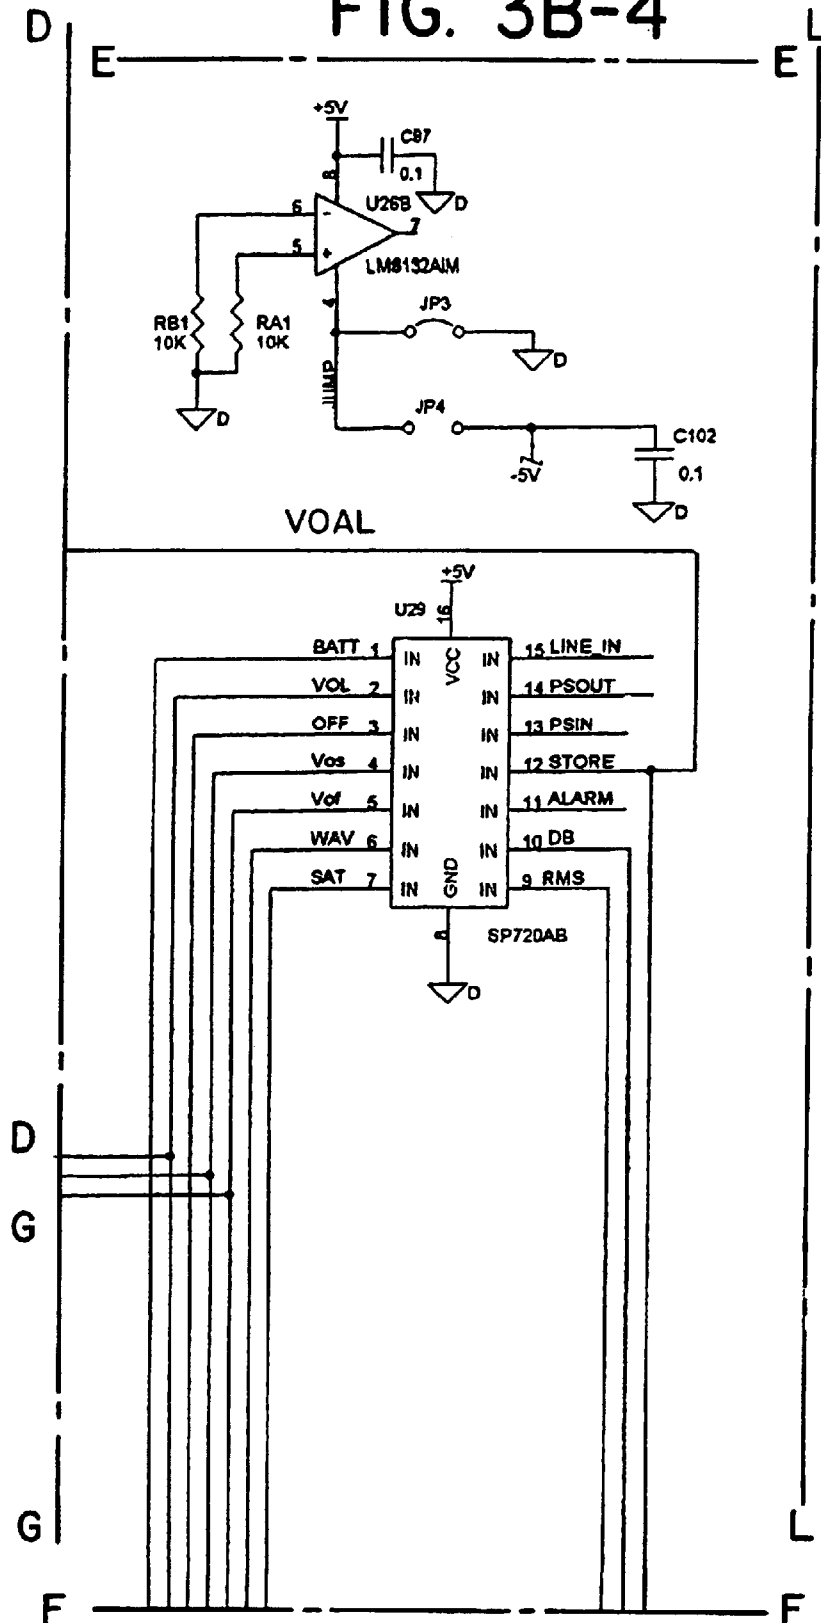 FIG. 3B-4
D L
E E
+5V
C97
0.1
8
D
U26B
6 -
7
5 +
LM6132AIM
4
RB1
10K
RA1
10K
JP3
D
JUMP
D
JP4
C102
0.1
-5V
D
VOAL
+5V
U29 16
BATT 1 IN VCC IN 15 LINE_IN
VOL 2 IN IN 14 PSOUT
OFF 3 IN IN 13 PSIN
Vos 4 IN IN 12 STORE
Vof 5 IN IN 11 ALARM
WAV 6 IN IN 10 DB
SAT 7 IN GND IN 9 RMS
8
SP720AB
D
D
G
G L
F F